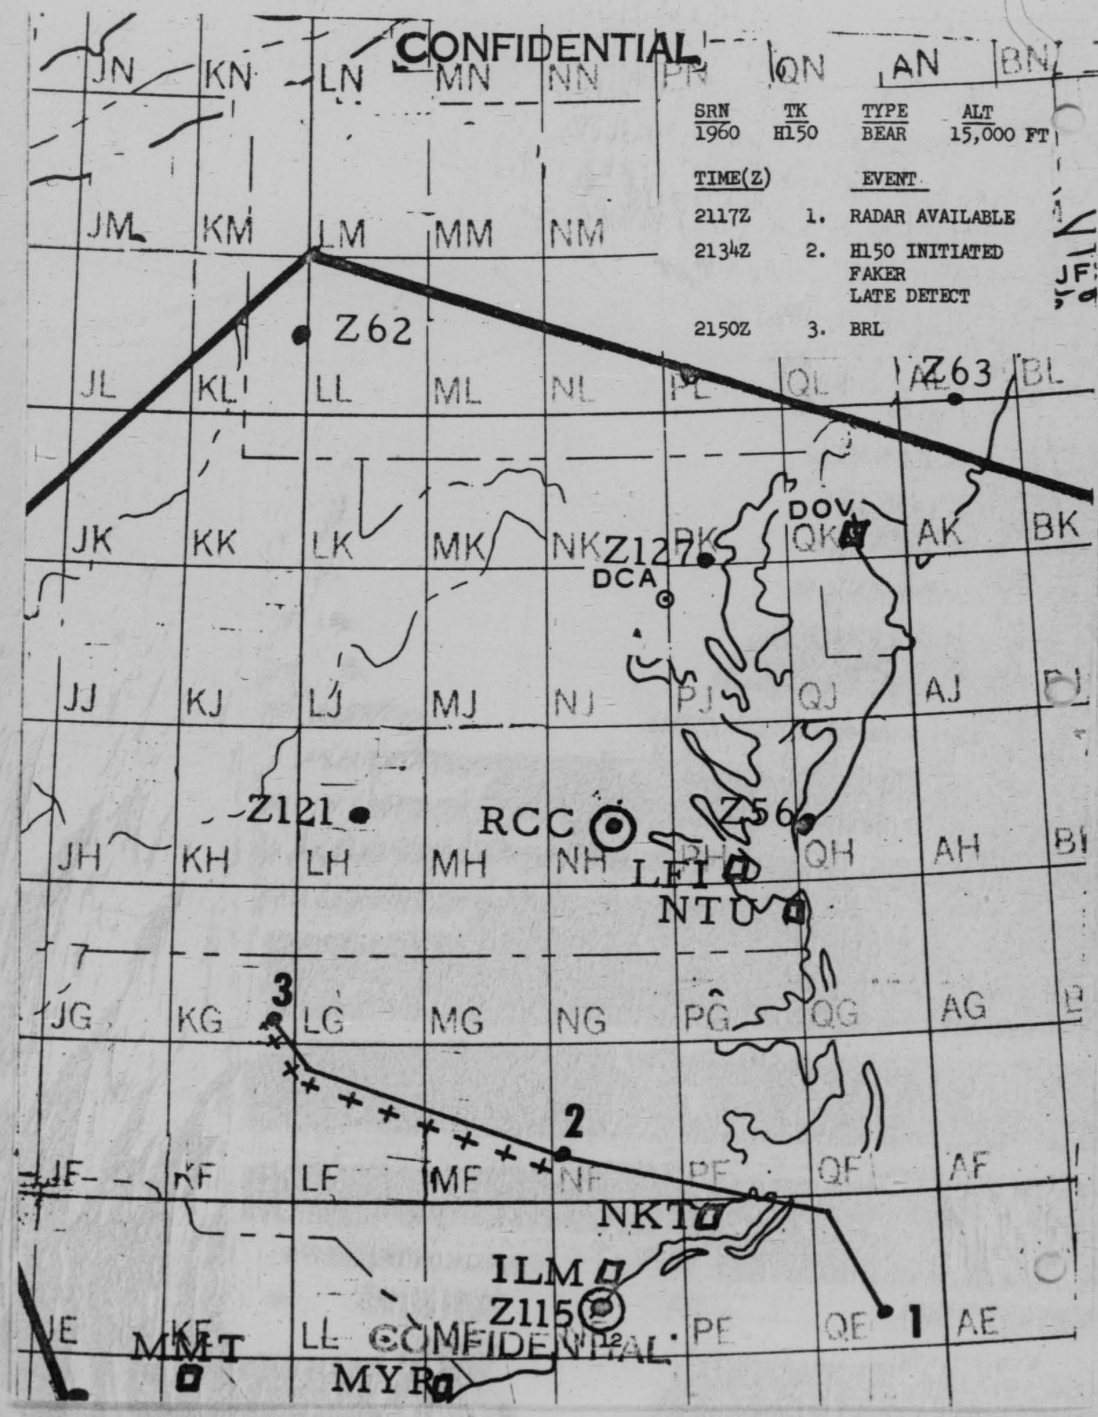 CONFIDENTIAL
JN KN LN MN NN PN QN AN BN
SRN TK TYPE ALT
1960 H150 BEAR 15,000 FT
TIME(Z) EVENT
2117Z 1. RADAR AVAILABLE
2134Z 2. H150 INITIATED
FAKER
LATE DETECT
2150Z 3. BRL
JM KM LM MM NM
JF
Z62
Z63
JL KL LL ML NL PL QL AL BL
DOV
JK KK LK MK NK PK QK AK BK
Z127
DCA
JJ KJ LJ MJ NJ PJ QJ AJ
Z121 RCC Z56
JH KH LH MH NH PH QH AH
LFI
NTU
3
JG KG LG MG NG PG QG AG
2
JF KF LF MF NF PF QF AF
NKT
ILM
Z115
1
JE KE LL ME PE QE AE
CONFIDENTIAL
12
MMT
MYR